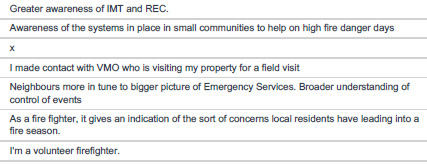 Greater awareness of IMT and REC.
Awareness of the systems in place in small communities to help on high fire danger days
x
I made contact with VMO who is visiting my property for a field visit
Neighbours more in tune to bigger picture of Emergency Services. Broader understanding of
control of events
As a fire fighter, it gives an indication of the sort of concerns local residents have leading into a
fire season.
I'm a volunteer firefighter.